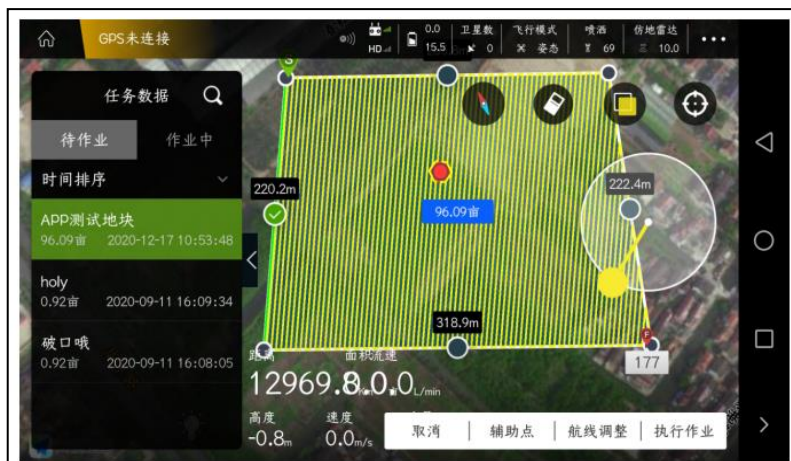 GPS未连接
HD
0.0
15.5
卫星数
0
飞行模式
姿态
喷洒
69
仿地雷达
10.0
任务数据
待作业
作业中
时间排序
APP测试地块
96.09亩 2020-12-17 10:53:48
holy
0.92亩 2020-09-11 16:09:34
破口哦
0.92亩 2020-09-11 16:08:05
S
220.2m
222.4m
96.09亩
318.9m
F
177
距离
面积流速
12969.8
0.0
L/min
高度
速度
-0.8m
0.0m/s
取消
辅助点
航线调整
执行作业